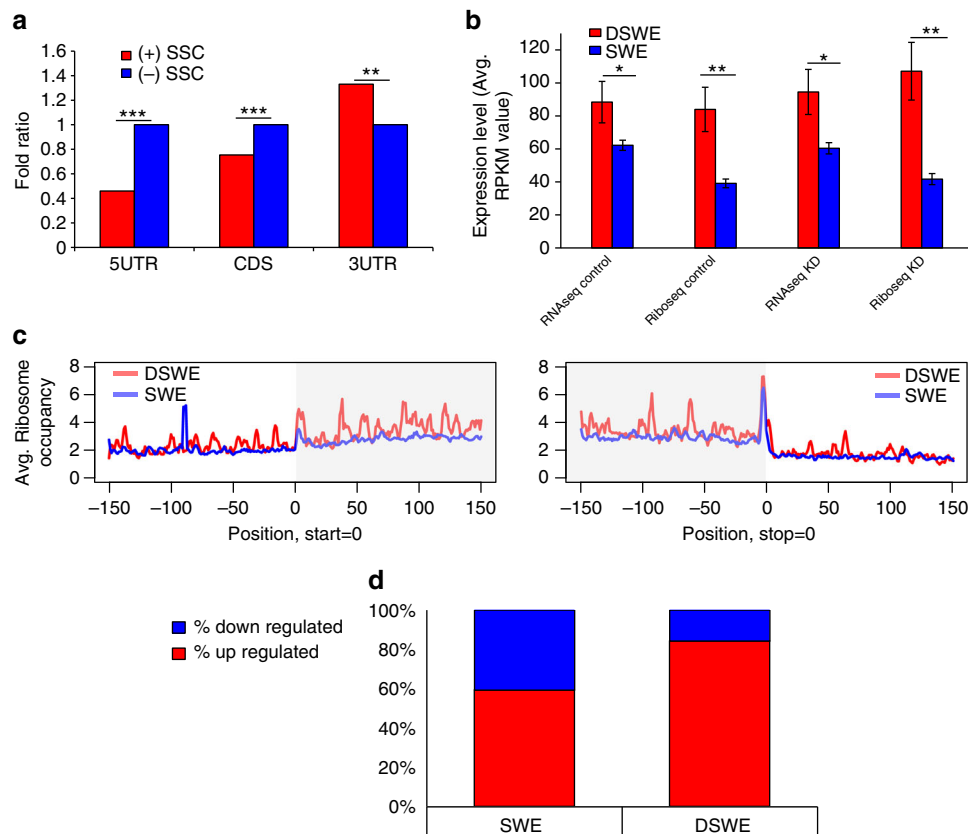 a
(+) SSC
(–) SSC
Fold ratio
1.6
1.4
1.2
1
0.8
0.6
0.4
0.2
0
***
***
**
5UTR
CDS
3UTR
b
DSWE
SWE
Expression level (Avg.
RPKM value)
120
100
80
60
40
20
0
*
**
*
**
RNAseq control
Riboseq control
RNAseq KD
Riboseq KD
c
Avg. Ribosome
occupancy
8
6
4
2
0
DSWE
SWE
–150
–100
–50
0
50
100
150
Position, start=0
8
6
4
2
0
DSWE
SWE
–150
–100
–50
0
50
100
150
Position, stop=0
d
% down regulated
% up regulated
100%
80%
60%
40%
20%
0%
SWE
DSWE